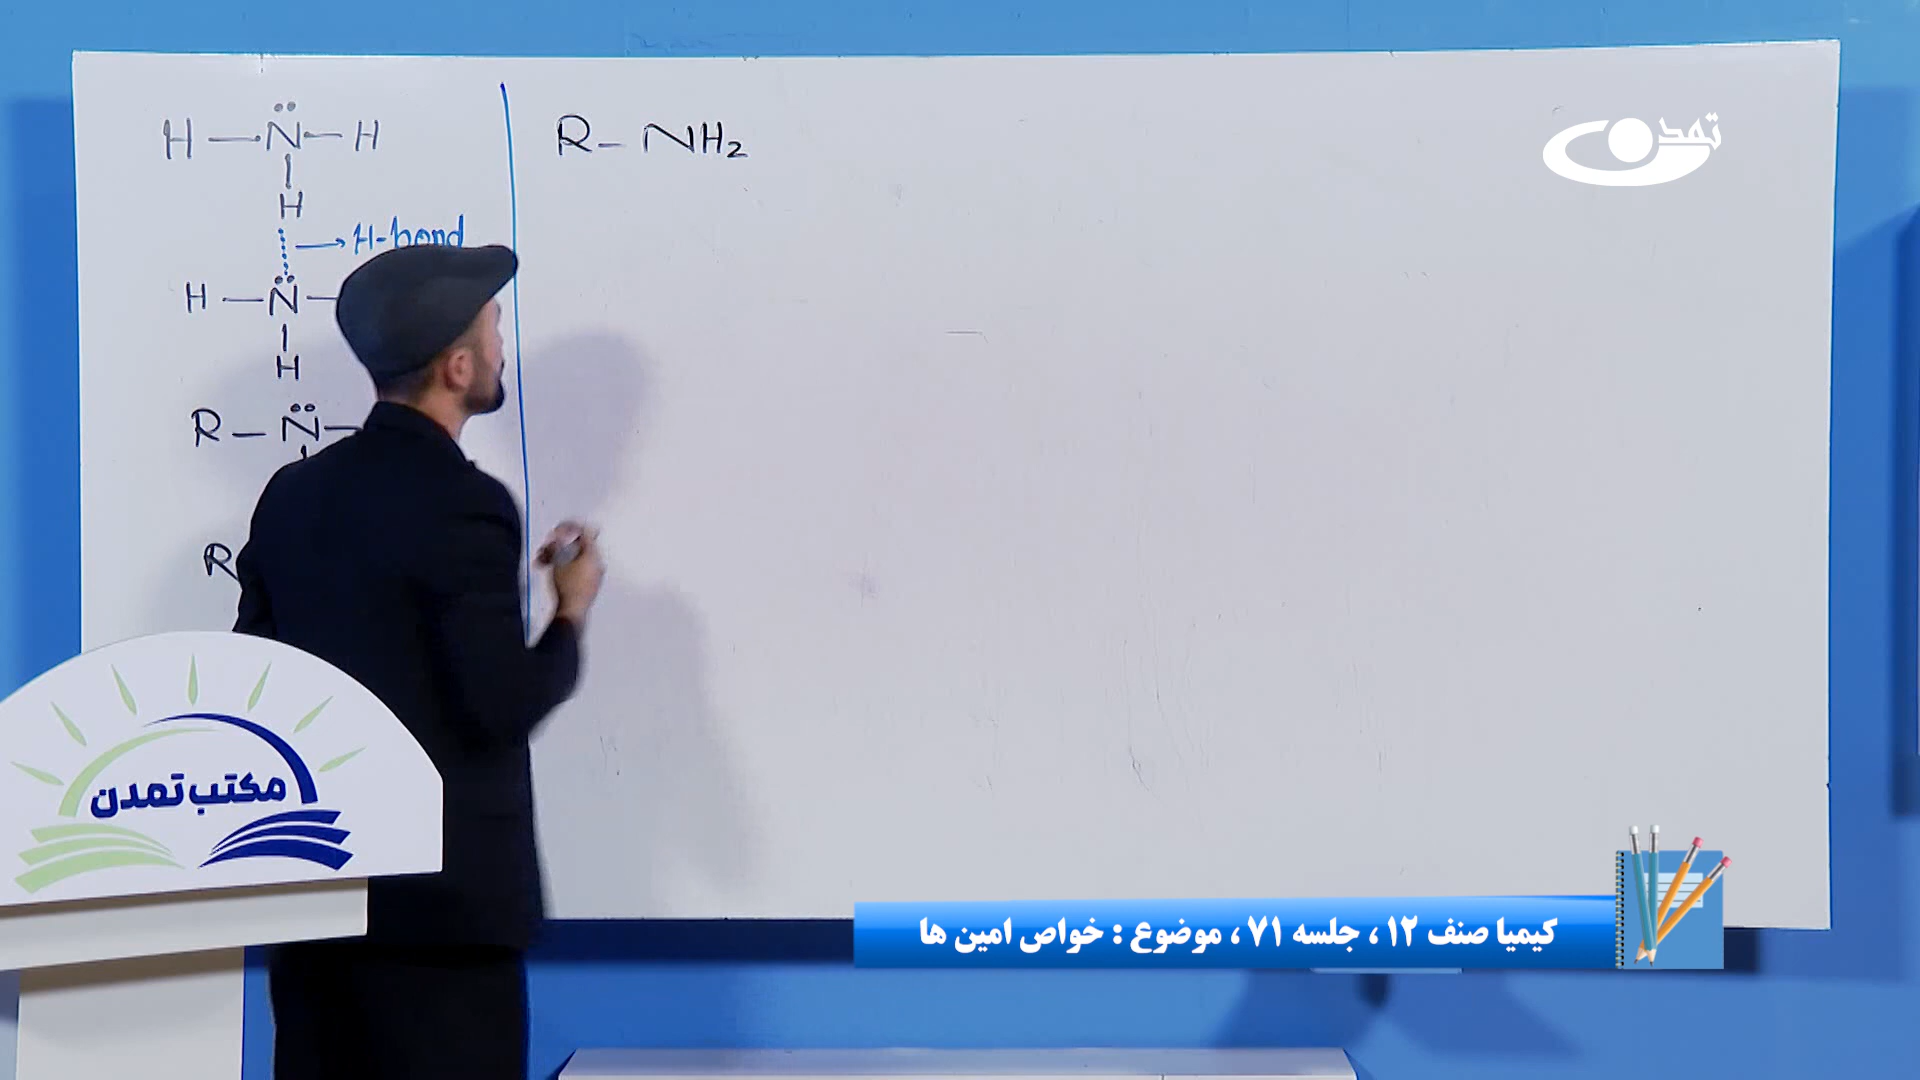 H — N̈ — H
|
H
→ H-bond
H — N̈ —
|
H
R — N̈ —
R
R - NH₂
تمدن
مکتب تمدن
کیمیا صنف ۱۲ ، جلسه ۷۱ ، موضوع : خواص امین ها